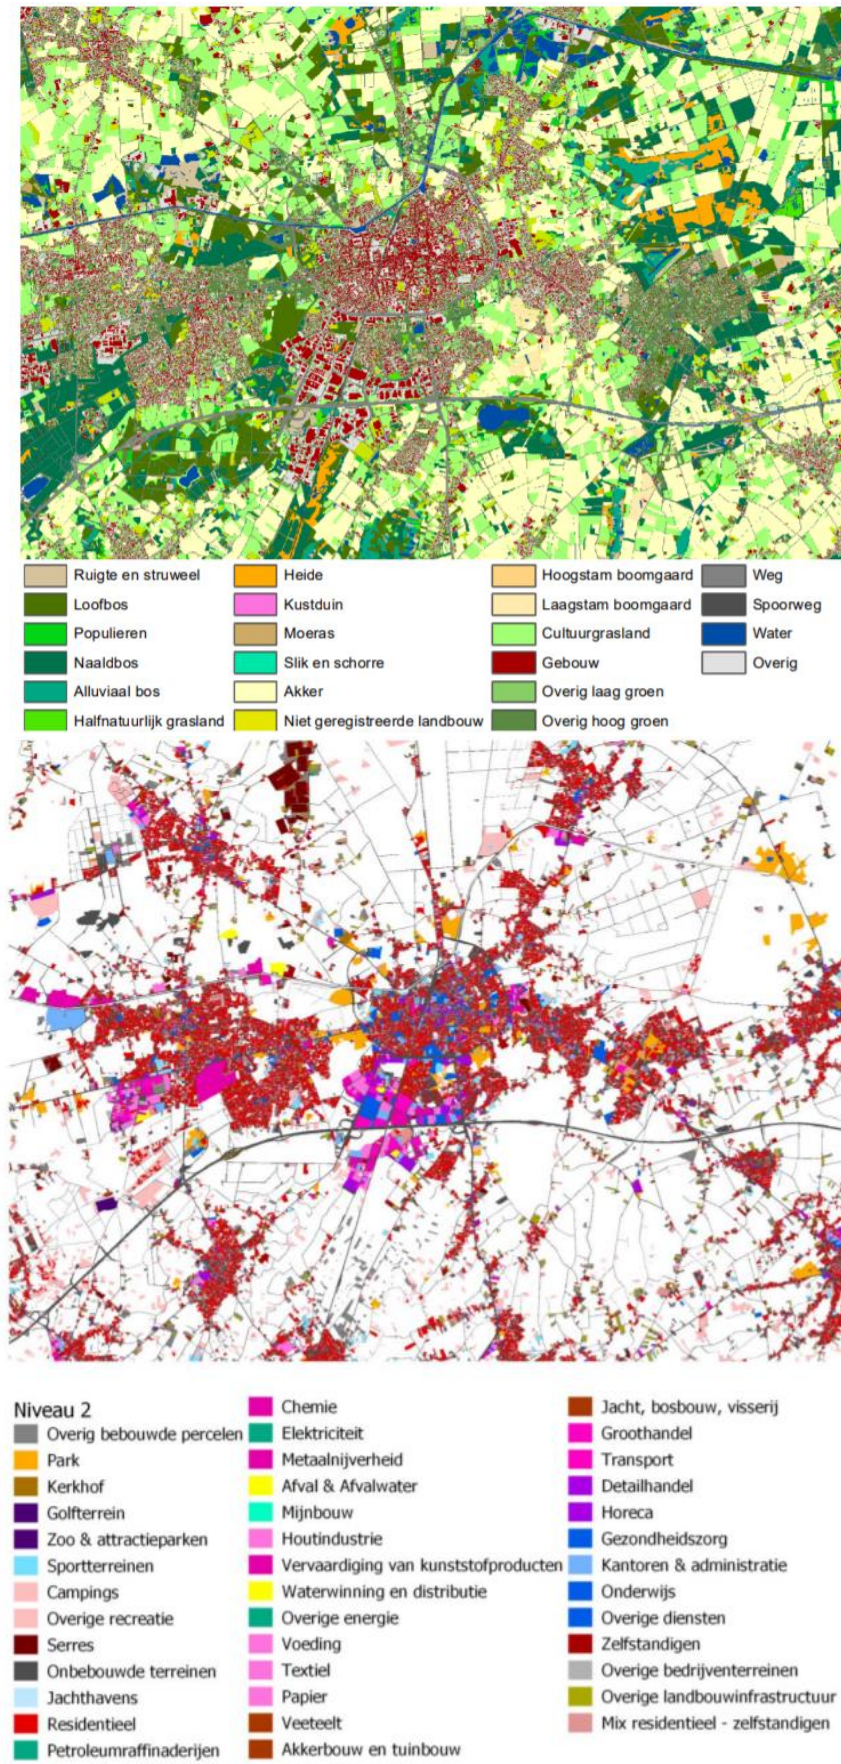 Ruigte en struweel
Loofbos
Populieren
Naaldbos
Alluviaal bos
Halfnatuurlijk grasland
Heide
Kustduin
Moeras
Slik en schorre
Akker
Niet geregistreerde landbouw
Hoogstam boomgaard
Laagstam boomgaard
Cultuurgrasland
Gebouw
Overig laag groen
Overig hoog groen
Weg
Spoorweg
Water
Overig
Niveau 2
Overig bebouwde percelen
Park
Kerkhof
Golfterrein
Zoo & attractieparken
Sportterreinen
Campings
Overige recreatie
Serres
Onbebouwde terreinen
Jachthavens
Residentieel
Petroleumraffinaderijen
Chemie
Elektriciteit
Metaalnijverheid
Afval & Afvalwater
Mijnbouw
Houtindustrie
Vervaardiging van kunststofproducten
Waterwinning en distributie
Overige energie
Voeding
Textiel
Papier
Veeteelt
Akkerbouw en tuinbouw
Jacht, bosbouw, visserij
Groothandel
Transport
Detailhandel
Horeca
Gezondheidszorg
Kantoren & administratie
Onderwijs
Overige diensten
Zelfstandigen
Overige bedrijventerreinen
Overige landbouwinfrastructuur
Mix residentieel - zelfstandigen